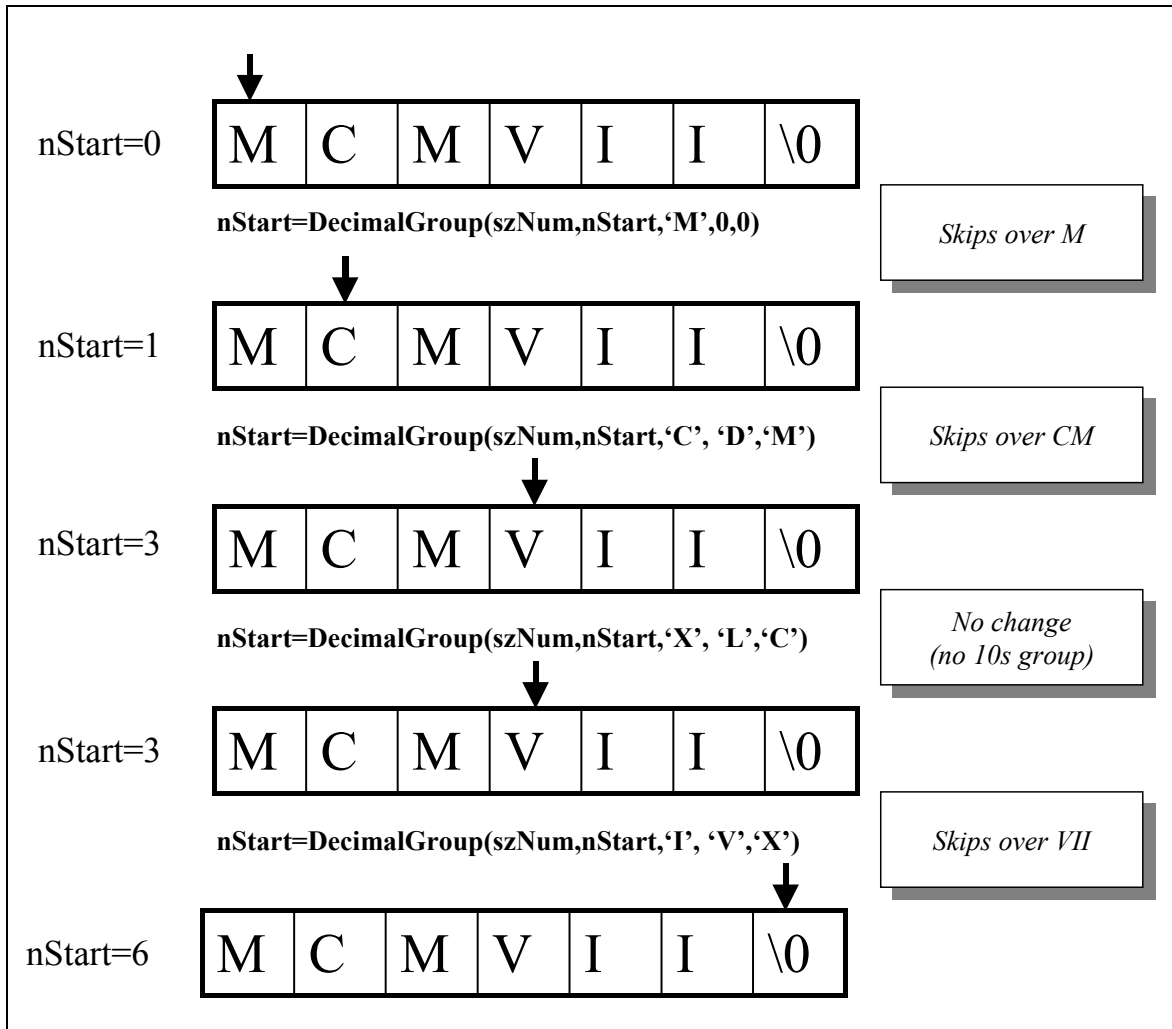 nStart=0
M C M V I I \0
nStart=DecimalGroup(szNum,nStart,‘M’,0,0)
Skips over M
nStart=1
M C M V I I \0
nStart=DecimalGroup(szNum,nStart,‘C’, ‘D’,‘M’)
Skips over CM
nStart=3
M C M V I I \0
nStart=DecimalGroup(szNum,nStart,‘X’, ‘L’,‘C’)
No change
(no 10s group)
nStart=3
M C M V I I \0
nStart=DecimalGroup(szNum,nStart,‘I’, ‘V’,‘X’)
Skips over VII
nStart=6
M C M V I I \0